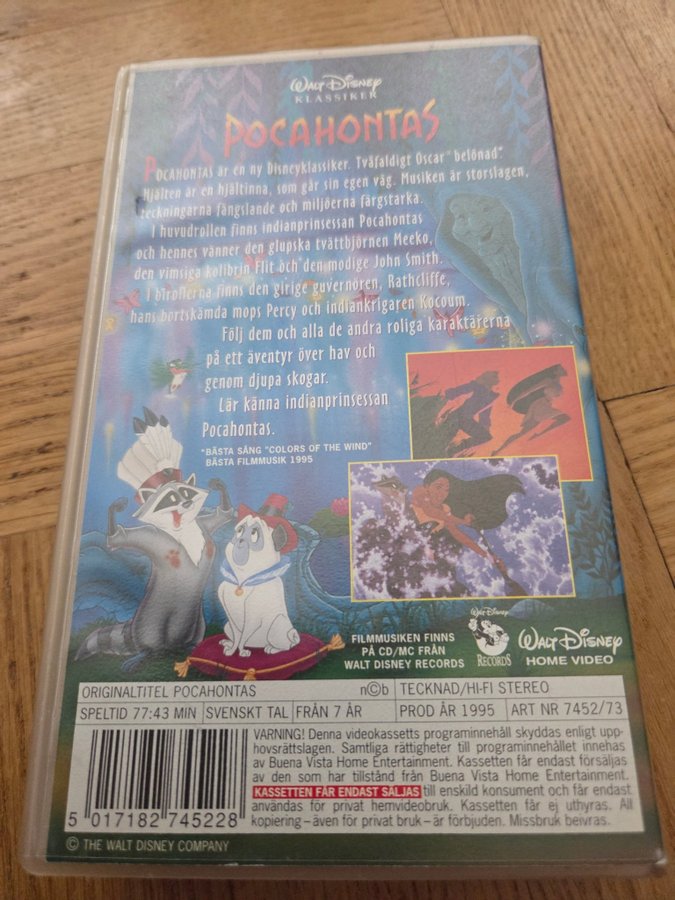 WALT DISNEY
KLASSIKER
POCAHONTAS
POCAHONTAS är en ny Disneyklassiker. Tvåfaldigt Oscar™ belönad*.
Hjälten är en hjältinna, som går sin egen väg. Musiken är storslagen,
teckningarna fängslande och miljöerna färgstarka.
I huvudrollen finns indianprinsessan Pocahontas
och hennes vänner den glupska tvättbjörnen Meeko,
den vimsiga kolibrin Flit och den modige John Smith.
I birollerna finns den girige guvernören, Rathcliffe,
hans bortskämda mops Percy och indiankrigaren Kocoum.
Följ dem och alla de andra roliga karaktärerna
på ett äventyr över hav och
genom djupa skogar.
Lär känna indianprinsessan
Pocahontas.
*BÄSTA SÅNG "COLORS OF THE WIND"
BÄSTA FILMMUSIK 1995
FILMMUSIKEN FINNS
PÅ CD/MC FRÅN
WALT DISNEY RECORDS
Walt Disney
RECORDS
WALT DISNEY
HOME VIDEO
ORIGINALTITEL POCAHONTAS n©b TECKNAD/HI-FI STEREO
SPELTID 77:43 MIN SVENSKT TAL FRÅN 7 ÅR PROD ÅR 1995 ART NR 7452/73
VARNING! Denna videokassetts programinnehåll skyddas enligt upp-
hovsrättslagen. Samtliga rättigheter till programinnehållet innehas
av Buena Vista Home Entertainment. Kassetten får endast försäljas
av den som har tillstånd från Buena Vista Home Entertainment.
KASSETTEN FÅR ENDAST SÄLJAS till enskild konsument och får endast
användas för privat hemvideobruk. Kassetten får ej uthyras. All
kopiering – även för privat bruk – är förbjuden. Missbruk beivras.
5 017182 745228
© THE WALT DISNEY COMPANY